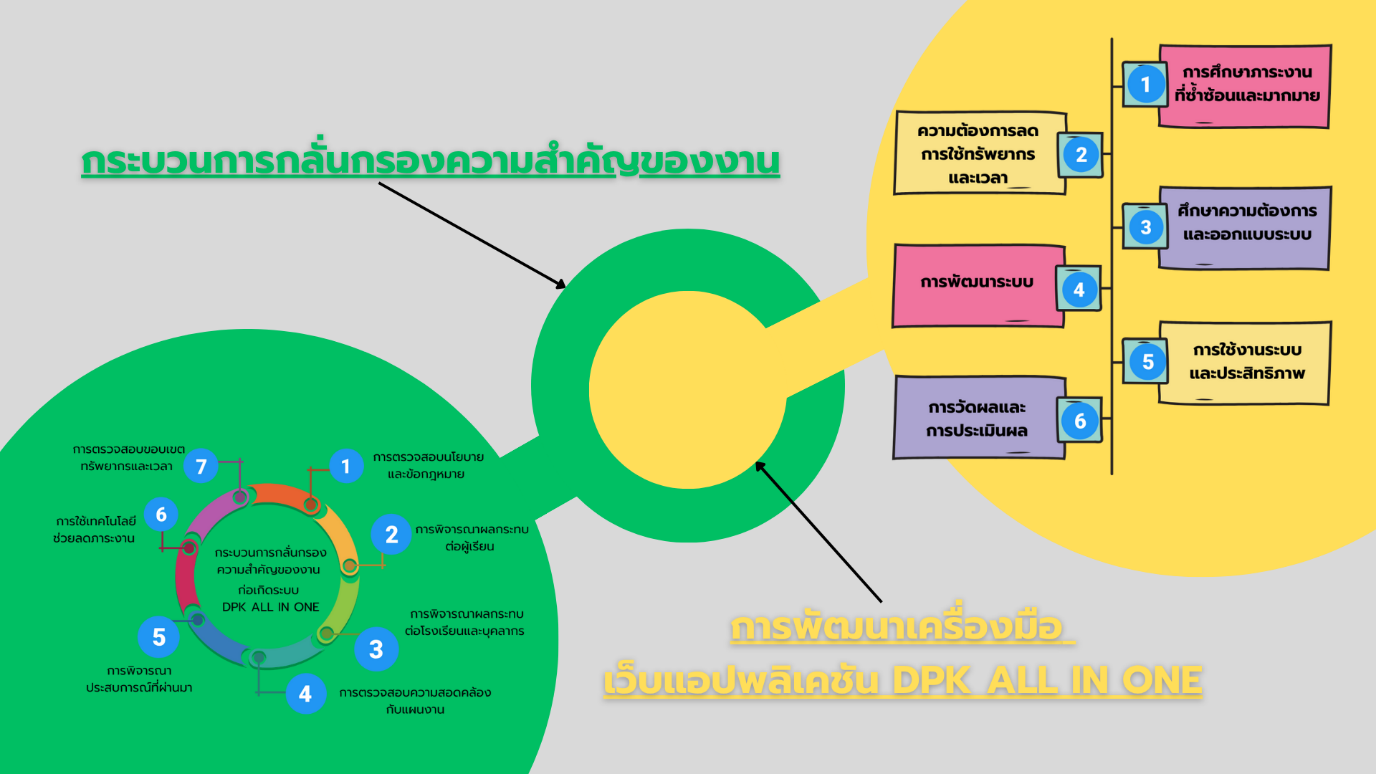 กระบวนการกลั่นกรองความสำคัญของงาน
1
การศึกษาภาระงาน
ที่ซ้ำซ้อนและมากมาย
ความต้องการลด
การใช้ทรัพยากร
และเวลา
2
3
ศึกษาความต้องการ
และออกแบบระบบ
การพัฒนาระบบ
4
5
การใช้งานระบบ
และประสิทธิภาพ
การวัดผลและ
การประเมินผล
6
1
การตรวจสอบนโยบาย
และข้อกฎหมาย
2
การพิจารณาผลกระทบ
ต่อผู้เรียน
การพิจารณาผลกระทบ
ต่อโรงเรียนและบุคลากร
3
4
การตรวจสอบความสอดคล้อง
กับแผนงาน
5
การพิจารณา
ประสบการณ์ที่ผ่านมา
6
การใช้เทคโนโลยี
ช่วยลดภาระงาน
การตรวจสอบขอบเขต
ทรัพยากรและเวลา
7
กระบวนการกลั่นกรอง
ความสำคัญของงาน
ก่อเกิดระบบ
DPK ALL IN ONE
การพัฒนาเครื่องมือ
เว็บแอปพลิเคชัน DPK ALL IN ONE